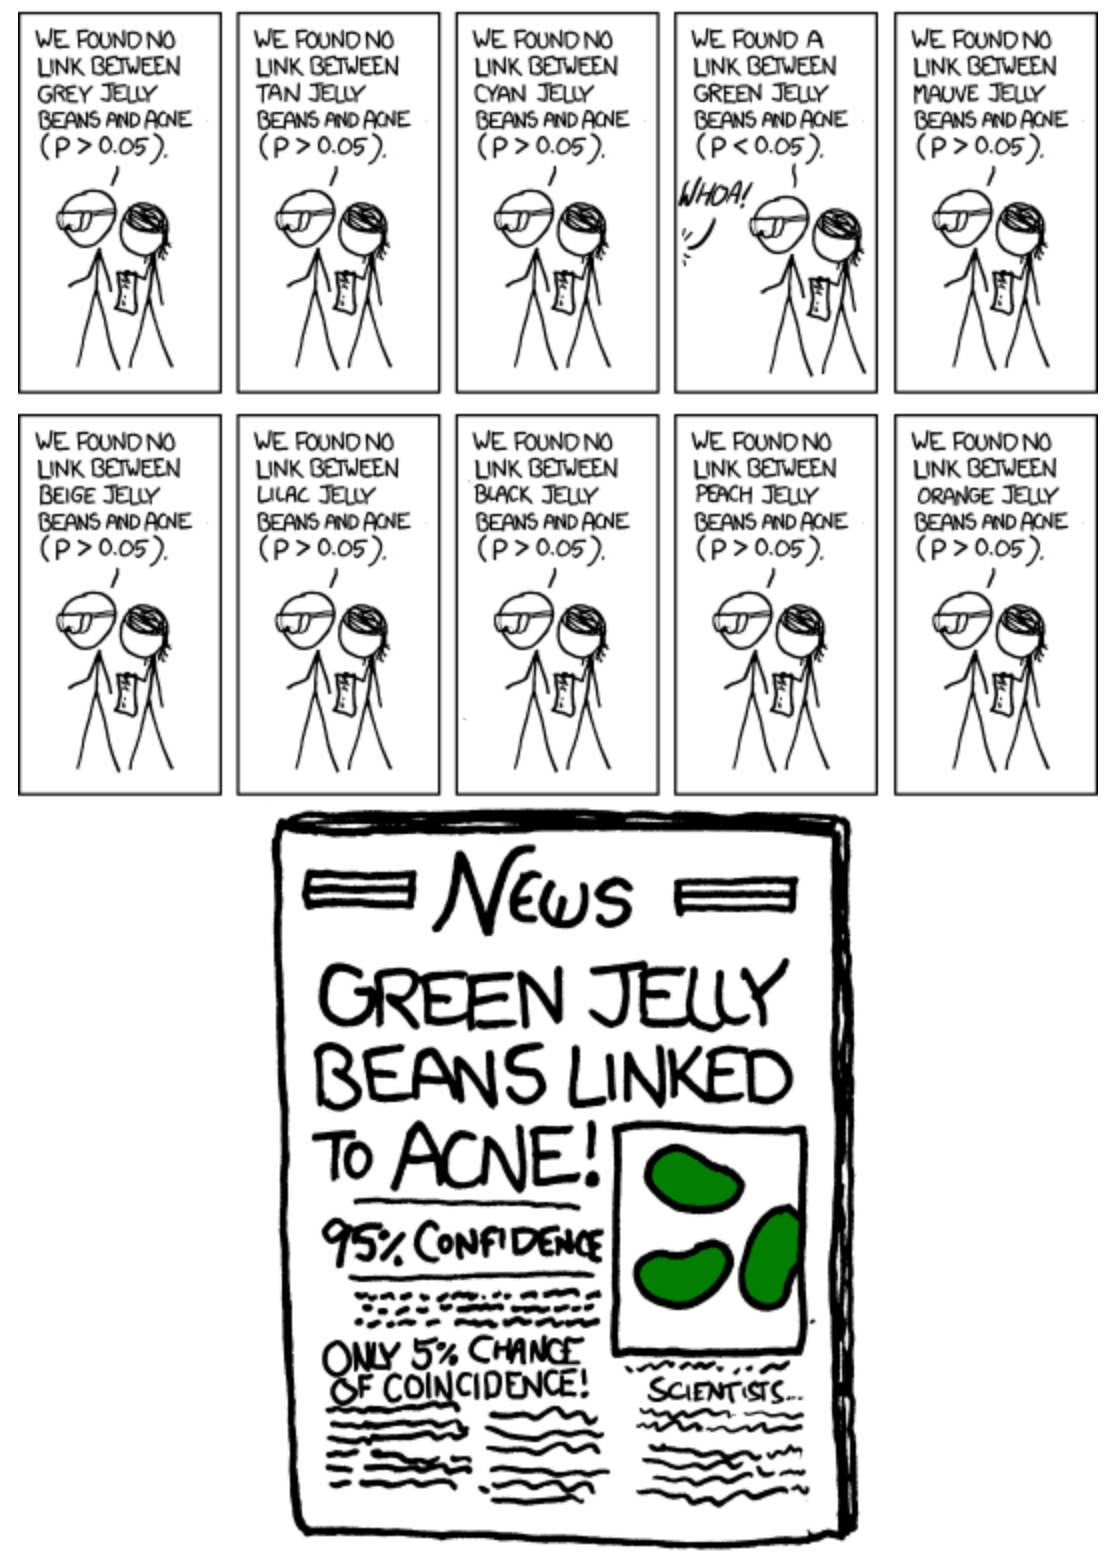 WE FOUND NO
LINK BETWEEN
GREY JELLY
BEANS AND ACNE
(P > 0.05).
WE FOUND NO
LINK BETWEEN
TAN JELLY
BEANS AND ACNE
(P > 0.05).
WE FOUND NO
LINK BETWEEN
CYAN JELLY
BEANS AND ACNE
(P > 0.05).
WE FOUND A
LINK BETWEEN
GREEN JELLY
BEANS AND ACNE
(P < 0.05).
WHOA!
WE FOUND NO
LINK BETWEEN
MAUVE JELLY
BEANS AND ACNE
(P > 0.05).
WE FOUND NO
LINK BETWEEN
BEIGE JELLY
BEANS AND ACNE
(P > 0.05).
WE FOUND NO
LINK BETWEEN
LILAC JELLY
BEANS AND ACNE
(P > 0.05).
WE FOUND NO
LINK BETWEEN
BLACK JELLY
BEANS AND ACNE
(P > 0.05).
WE FOUND NO
LINK BETWEEN
PEACH JELLY
BEANS AND ACNE
(P > 0.05).
WE FOUND NO
LINK BETWEEN
ORANGE JELLY
BEANS AND ACNE
(P > 0.05).
NEWS
GREEN JELLY
BEANS LINKED
TO ACNE!
95% CONFIDENCE
ONLY 5% CHANCE
OF COINCIDENCE!
SCIENTISTS...